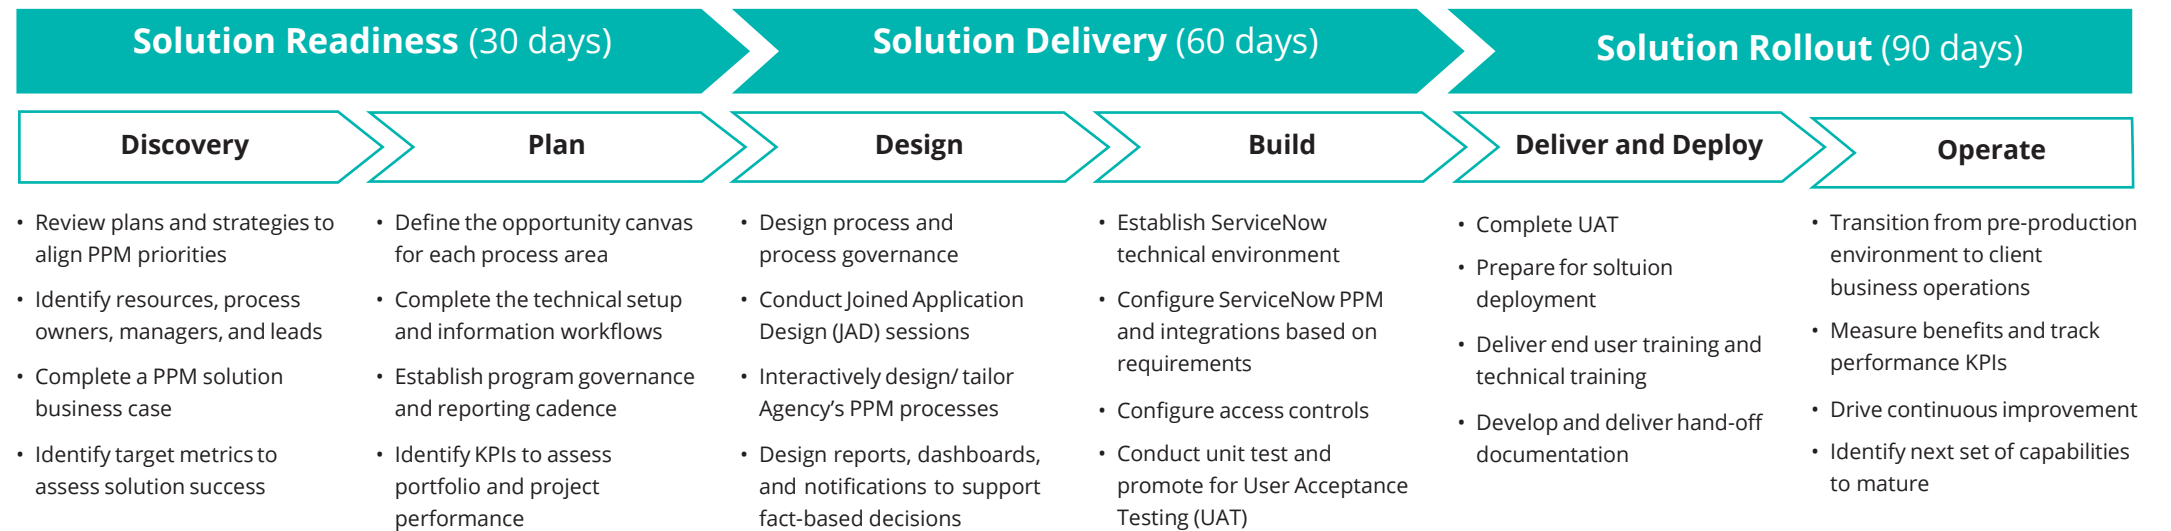 Solution Readiness (30 days)
Solution Delivery (60 days)
Solution Rollout (90 days)
Discovery
• Review plans and strategies to
align PPM priorities
• Identify resources, process
owners, managers, and leads
• Complete a PPM solution
business case
• Identify target metrics to
assess solution success
Plan
• Define the opportunity canvas
for each process area
• Complete the technical setup
and information workflows
• Establish program governance
and reporting cadence
• Identify KPIs to assess
portfolio and project
performance
Design
• Design process and
process governance
• Conduct Joined Application
Design (JAD) sessions
• Interactively design/ tailor
Agency’s PPM processes
• Design reports, dashboards,
and notifications to support
fact-based decisions
Build
• Establish ServiceNow
technical environment
• Configure ServiceNow PPM
and integrations based on
requirements
• Configure access controls
• Conduct unit test and
promote for User Acceptance
Testing (UAT)
Deliver and Deploy
• Complete UAT
• Prepare for soltuion
deployment
• Deliver end user training and
technical training
• Develop and deliver hand-off
documentation
Operate
• Transition from pre-production
environment to client
business operations
• Measure benefits and track
performance KPIs
• Drive continuous improvement
• Identify next set of capabilities
to mature